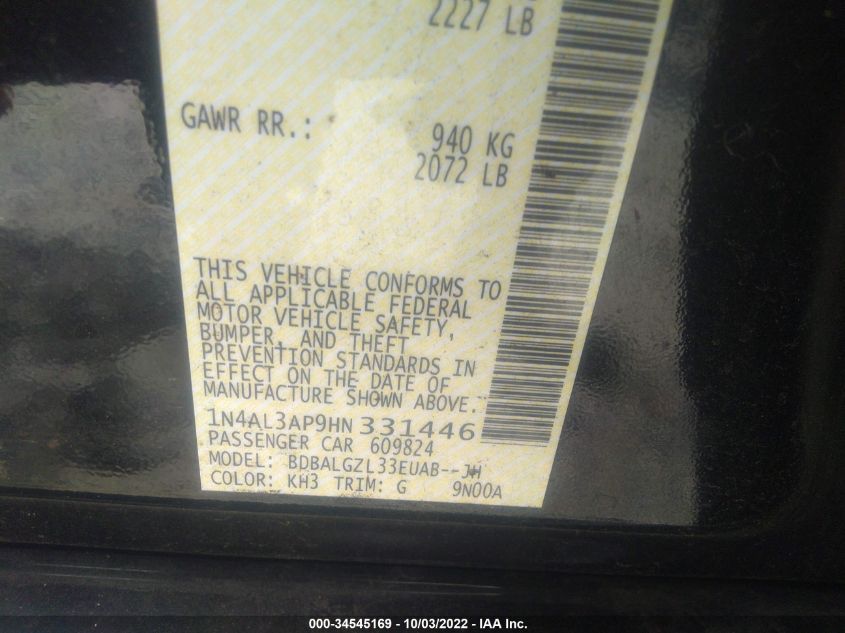 2227 LB
GAWR RR.: 940 KG
2072 LB
THIS VEHICLE CONFORMS TO
ALL APPLICABLE FEDERAL
MOTOR VEHICLE SAFETY,
BUMPER, AND THEFT
PREVENTION STANDARDS IN
EFFECT ON THE DATE OF
MANUFACTURE SHOWN ABOVE.
1N4AL3AP9HN 331446
PASSENGER CAR 609824
MODEL: BDBALGZL33EUAB--JH
COLOR: KH3 TRIM: G 9N00A
000-34545169 - 10/03/2022 - IAA Inc.